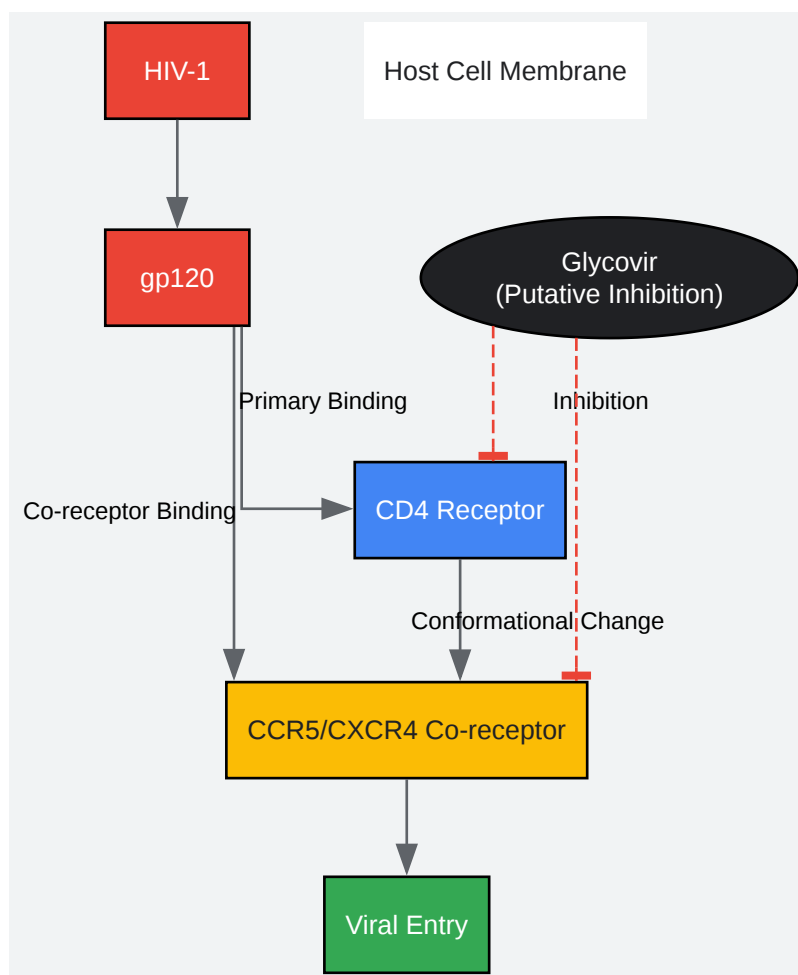 HIV-1
Host Cell Membrane
gp120
Glycovir
(Putative Inhibition)
Primary Binding
Inhibition
CD4 Receptor
Co-receptor Binding
Conformational Change
CCR5/CXCR4 Co-receptor
Viral Entry